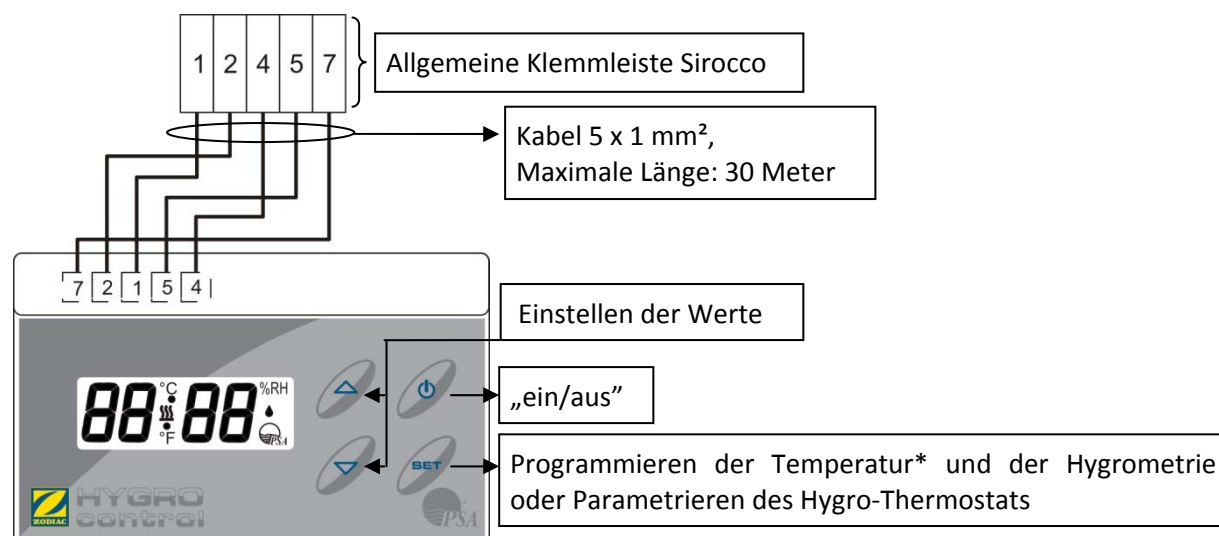 1 2 4 5 7
Allgemeine Klemmleiste Sirocco
Kabel 5 x 1 mm²,
Maximale Länge: 30 Meter
7 2 1 5 4
Einstellen der Werte
88 °C °F 88 %RH
PSA
„ein/aus”
SET
Programmieren der Temperatur* und der Hygrometrie
oder Parametrieren des Hygro-Thermostats
ZODIAC
HYGRO
control
PSA